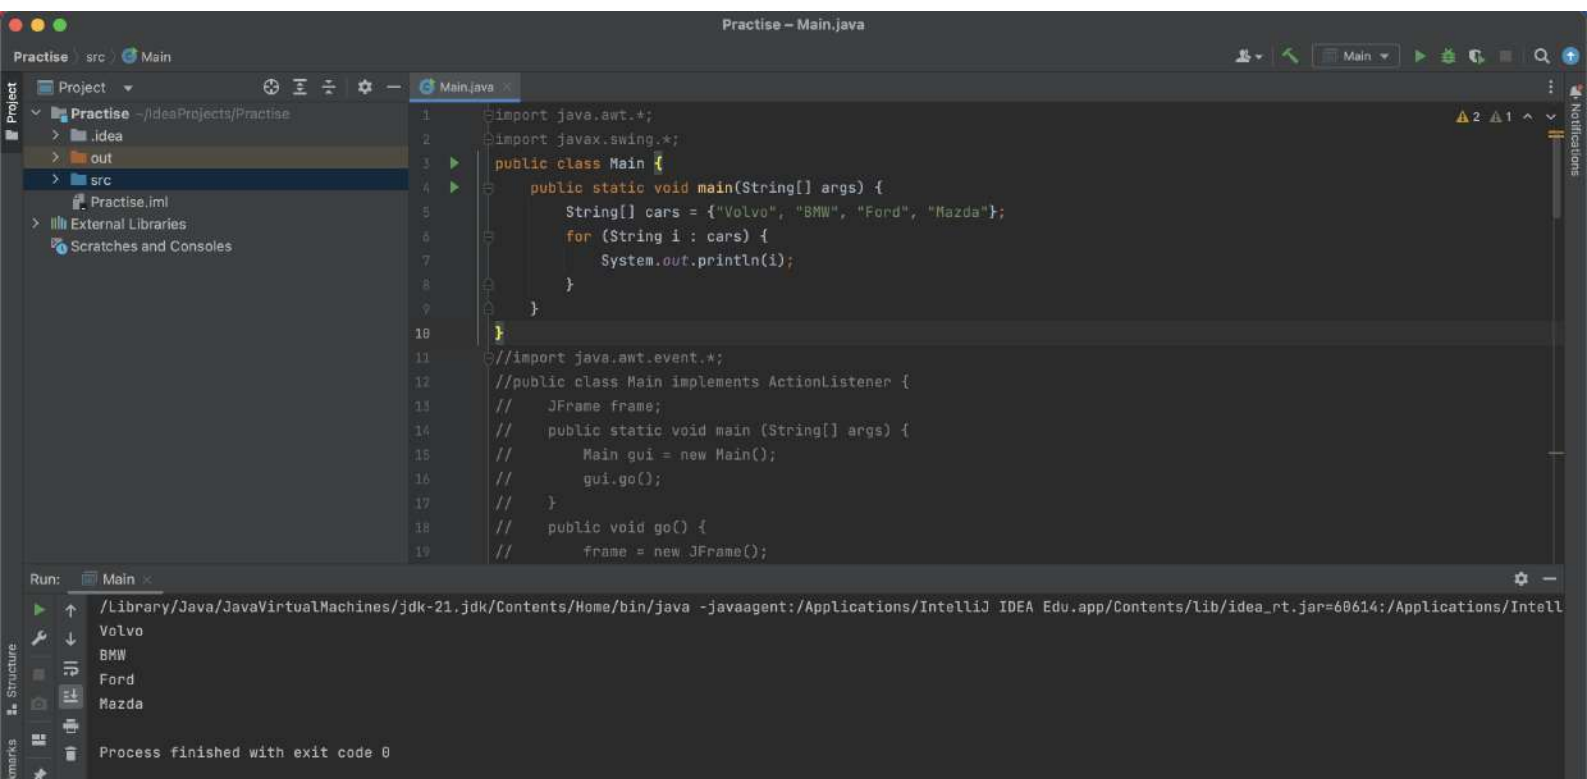 Practise – Main.java
Practise src Main
Main
Project
Project
Main.java
Practise ~/IdeaProjects/Practise
.idea
out
src
Practise.iml
External Libraries
Scratches and Consoles
2 1
Notifications
1 import java.awt.*;
2 import javax.swing.*;
3 public class Main {
4 public static void main(String[] args) {
5 String[] cars = {"Volvo", "BMW", "Ford", "Mazda"};
6 for (String i : cars) {
7 System.out.println(i);
8 }
9 }
10 }
11 //import java.awt.event.*;
12 //public class Main implements ActionListener {
13 // JFrame frame;
14 // public static void main (String[] args) {
15 // Main gui = new Main();
16 // gui.go();
17 // }
18 // public void go() {
19 // frame = new JFrame();
Run: Main
/Library/Java/JavaVirtualMachines/jdk-21.jdk/Contents/Home/bin/java -javaagent:/Applications/IntelliJ IDEA Edu.app/Contents/lib/idea_rt.jar=60614:/Applications/Intell
Volvo
BMW
Ford
Mazda
Process finished with exit code 0
Structure